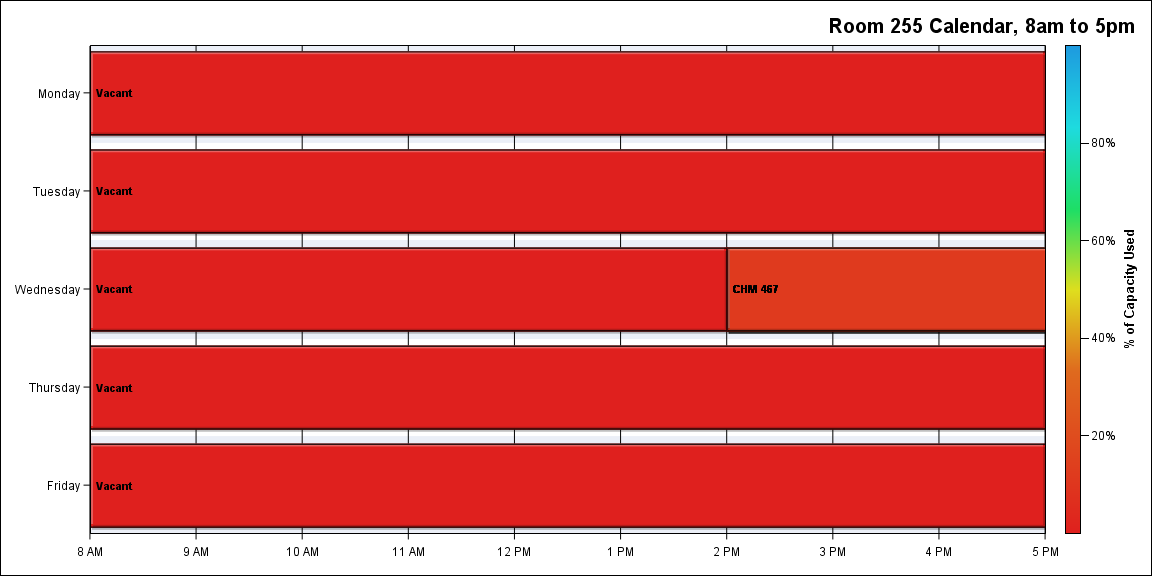 Room 255 Calendar, 8am to 5pm
Monday
Vacant
Tuesday
Vacant
Wednesday
Vacant
CHM 467
Thursday
Vacant
Friday
Vacant
8 AM 9 AM 10 AM 11 AM 12 PM 1 PM 2 PM 3 PM 4 PM 5 PM
80%
60%
40%
20%
% of Capacity Used